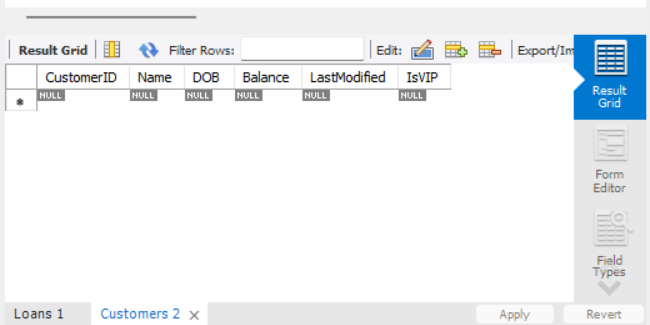 Result Grid Filter Rows: Edit: Export/Im
CustomerID Name DOB Balance LastModified IsVIP
NULL NULL NULL NULL NULL NULL
Result
Grid
Form
Editor
Field
Types
Loans 1 Customers 2 Apply Revert